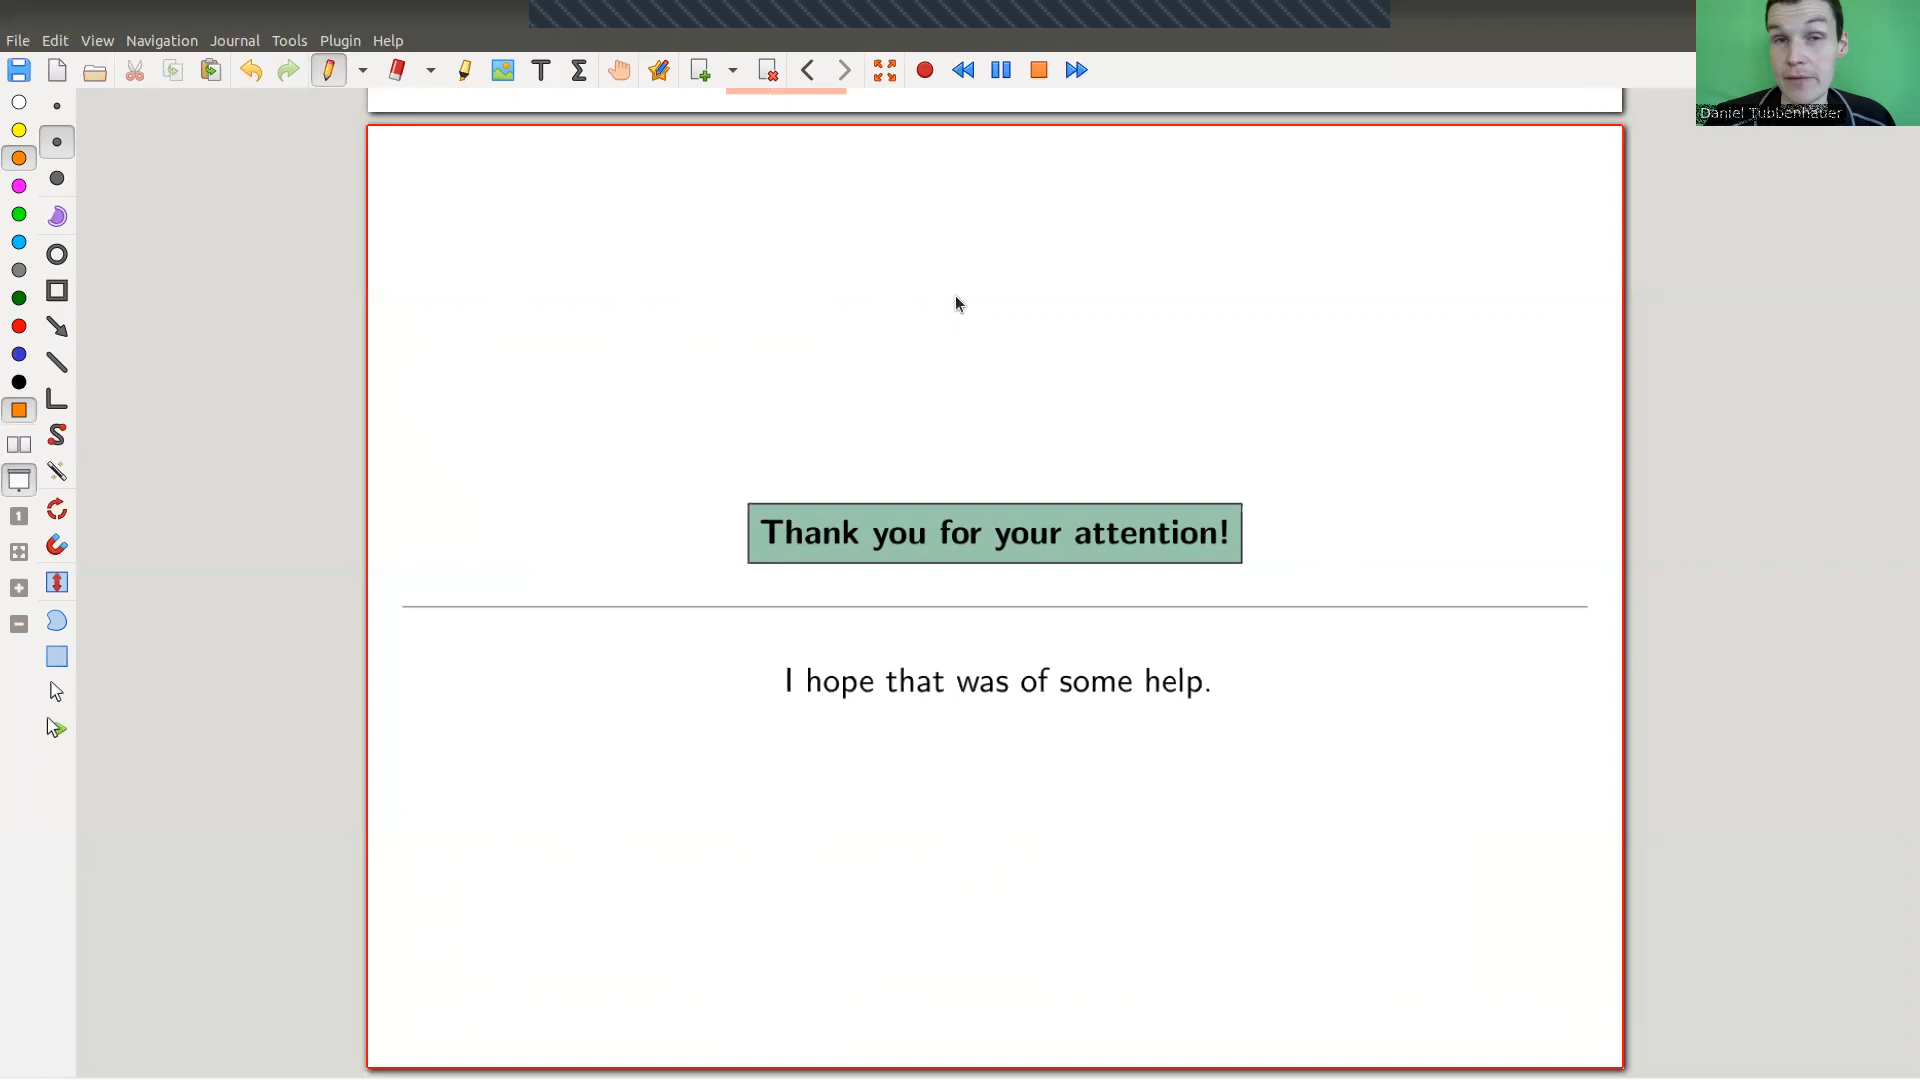 File Edit View Navigation Journal Tools Plugin Help
Daniel Tubbenhauer
Thank you for your attention!
I hope that was of some help.